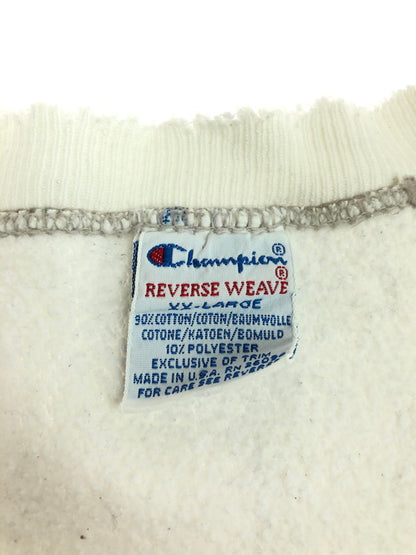 Champion®
REVERSE WEAVE®
XX-LARGE
90% COTTON/COTON/BAUMWOLLE
COTONE/KATOEN/BOMULD
10% POLYESTER
EXCLUSIVE OF TRIM
MADE IN U.S.A. RN
FOR CARE SEE REVERSE